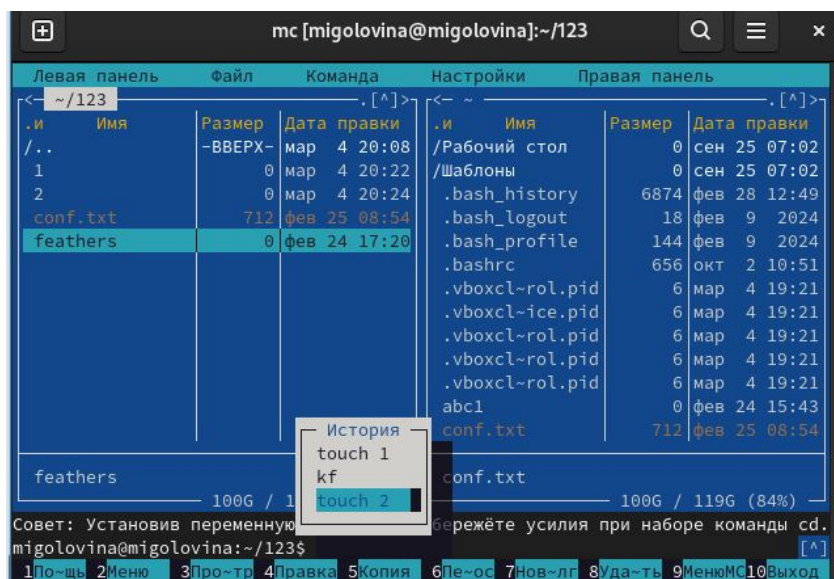 mc [migolovina@migolovina]:~/123
Левая панель Файл Команда Настройки Правая панель
<- ~/123 .[^]> <- ~ .[^]>
.и Имя Размер Дата правки .и Имя Размер Дата правки
/.. -ВВЕРХ- мар 4 20:08 /Рабочий стол 0 сен 25 07:02
1 0 мар 4 20:22 /Шаблоны 0 сен 25 07:02
2 0 мар 4 20:24 .bash_history 6874 фев 28 12:49
conf.txt 712 фев 25 08:54 .bash_logout 18 фев 9 2024
feathers 0 фев 24 17:20 .bash_profile 144 фев 9 2024
.bashrc 656 окт 2 10:51
.vboxcl~rol.pid 6 мар 4 19:21
.vboxcl~ice.pid 6 мар 4 19:21
.vboxcl~rol.pid 6 мар 4 19:21
.vboxcl~rol.pid 6 мар 4 19:21
.vboxcl~rol.pid 6 мар 4 19:21
abc1 0 фев 24 15:43
История conf.txt 712 фев 25 08:54
touch 1
feathers kf conf.txt
100G / 1 touch 2 100G / 119G (84%)
Совет: Установив переменную бережёте усилия при наборе команды cd.
migolovina@migolovina:~/123$ [^]
1По~щь 2Меню 3Про~тр 4Правка 5Копия 6Пе~ос 7Нов~лг 8Уда~ть 9МенюMC 10Выход